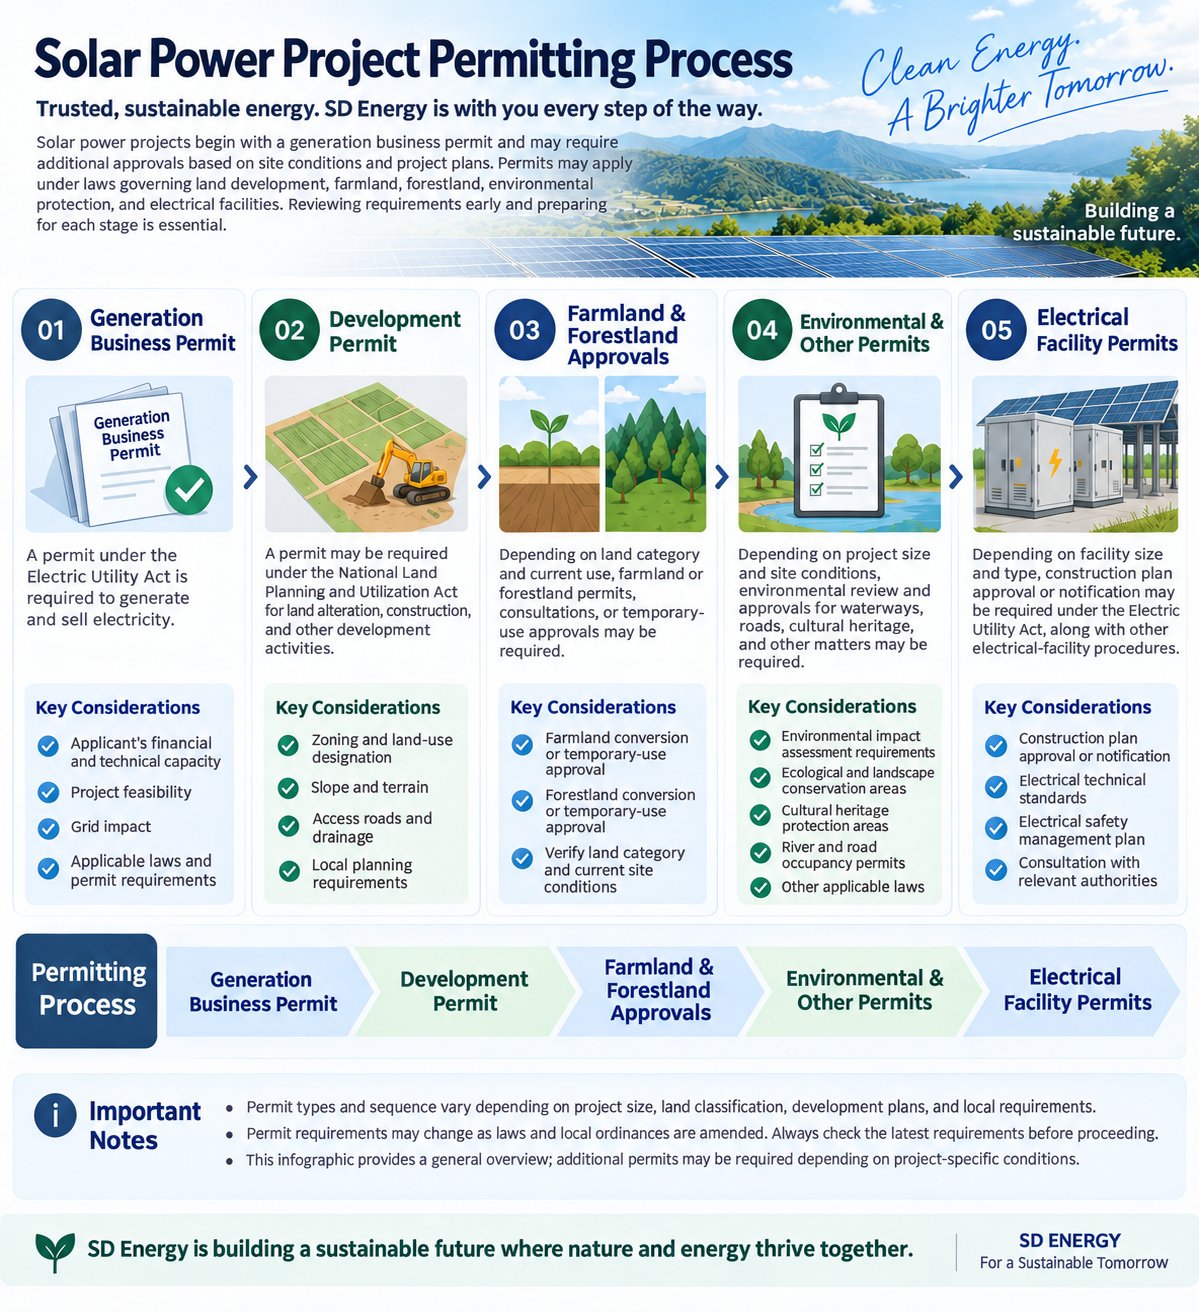 Solar Power Project Permitting Process
Trusted, sustainable energy. SD Energy is with you every step of the way.
Solar power projects begin with a generation business permit and may require
additional approvals based on site conditions and project plans. Permits may apply
under laws governing land development, farmland, forestland, environmental
protection, and electrical facilities. Reviewing requirements early and preparing
for each stage is essential.
Clean Energy.
A Brighter Tomorrow.
Building a
sustainable future.
01
Generation
Business Permit
Generation
Business
Permit
A permit under the
Electric Utility Act is
required to generate
and sell electricity.
Key Considerations
Applicant's financial
and technical capacity
Project feasibility
Grid impact
Applicable laws and
permit requirements
02
Development
Permit
A permit may be required
under the National Land
Planning and Utilization Act
for land alteration, construction,
and other development
activities.
Key Considerations
Zoning and land-use
designation
Slope and terrain
Access roads and
drainage
Local planning
requirements
03
Farmland &
Forestland
Approvals
Depending on land category
and current use, farmland or
forestland permits,
consultations, or temporary-
use approvals may be
required.
Key Considerations
Farmland conversion
or temporary-use
approval
Forestland conversion
or temporary-use
approval
Verify land category
and current site
conditions
04
Environmental &
Other Permits
Depending on project size
and site conditions,
environmental review and
approvals for waterways,
roads, cultural heritage,
and other matters may be
required.
Key Considerations
Environmental impact
assessment requirements
Ecological and landscape
conservation areas
Cultural heritage
protection areas
River and road
occupancy permits
Other applicable laws
05
Electrical
Facility Permits
Depending on facility size
and type, construction plan
approval or notification may
be required under the Electric
Utility Act, along with other
electrical-facility procedures.
Key Considerations
Construction plan
approval or notification
Electrical technical
standards
Electrical safety
management plan
Consultation with
relevant authorities
Permitting
Process
Generation
Business Permit
Development
Permit
Farmland &
Forestland
Approvals
Environmental &
Other Permits
Electrical
Facility Permits
i
Important
Notes
• Permit types and sequence vary depending on project size, land classification, development plans, and local requirements.
• Permit requirements may change as laws and local ordinances are amended. Always check the latest requirements before proceeding.
• This infographic provides a general overview; additional permits may be required depending on project-specific conditions.
SD Energy is building a sustainable future where nature and energy thrive together.
SD ENERGY
For a Sustainable Tomorrow